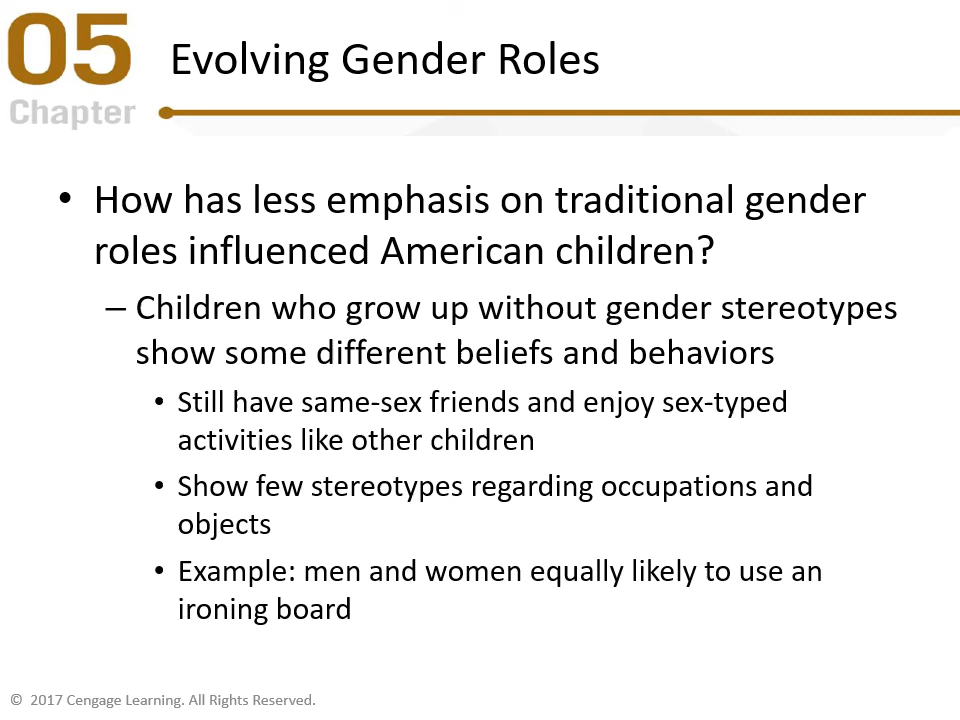 05
Chapter
Evolving Gender Roles
• How has less emphasis on traditional gender
roles influenced American children?
– Children who grow up without gender stereotypes
show some different beliefs and behaviors
• Still have same-sex friends and enjoy sex-typed
activities like other children
• Show few stereotypes regarding occupations and
objects
• Example: men and women equally likely to use an
ironing board
© 2017 Cengage Learning. All Rights Reserved.